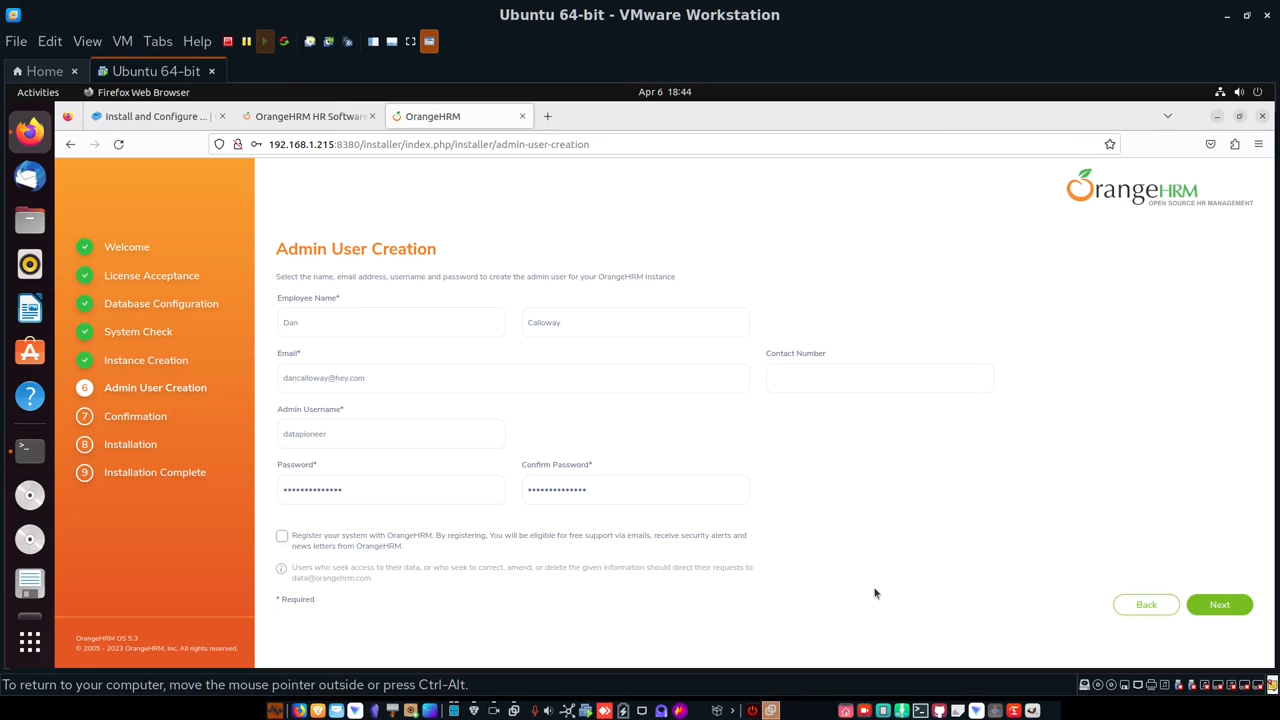 Ubuntu 64-bit - VMware Workstation
File Edit View VM Tabs Help
Home
Ubuntu 64-bit
Activities
Firefox Web Browser
Apr 6 18:44
Install and Configure ... |
OrangeHRM HR Software
OrangeHRM
192.168.1.215:8380/installer/index.php/installer/admin-user-creation
OrangeHRM
OPEN SOURCE HR MANAGEMENT
Welcome
License Acceptance
Database Configuration
System Check
Instance Creation
6 Admin User Creation
7 Confirmation
8 Installation
9 Installation Complete
OrangeHRM OS 5.3
© 2005 - 2023 OrangeHRM, Inc. All rights reserved.
Admin User Creation
Select the name, email address, username and password to create the admin user for your OrangeHRM Instance
Employee Name*
Dan
Calloway
Email*
Contact Number
dancalloway@hey.com
Admin Username*
datapioneer
Password*
Confirm Password*
••••••••••••••
••••••••••••••
Register your system with OrangeHRM. By registering, You will be eligible for free support via emails, receive security alerts and
news letters from OrangeHRM.
Users who seek access to their data, or who seek to correct, amend, or delete the given information should direct their requests to
data@orangehrm.com
* Required
Back
Next
To return to your computer, move the mouse pointer outside or press Ctrl-Alt.